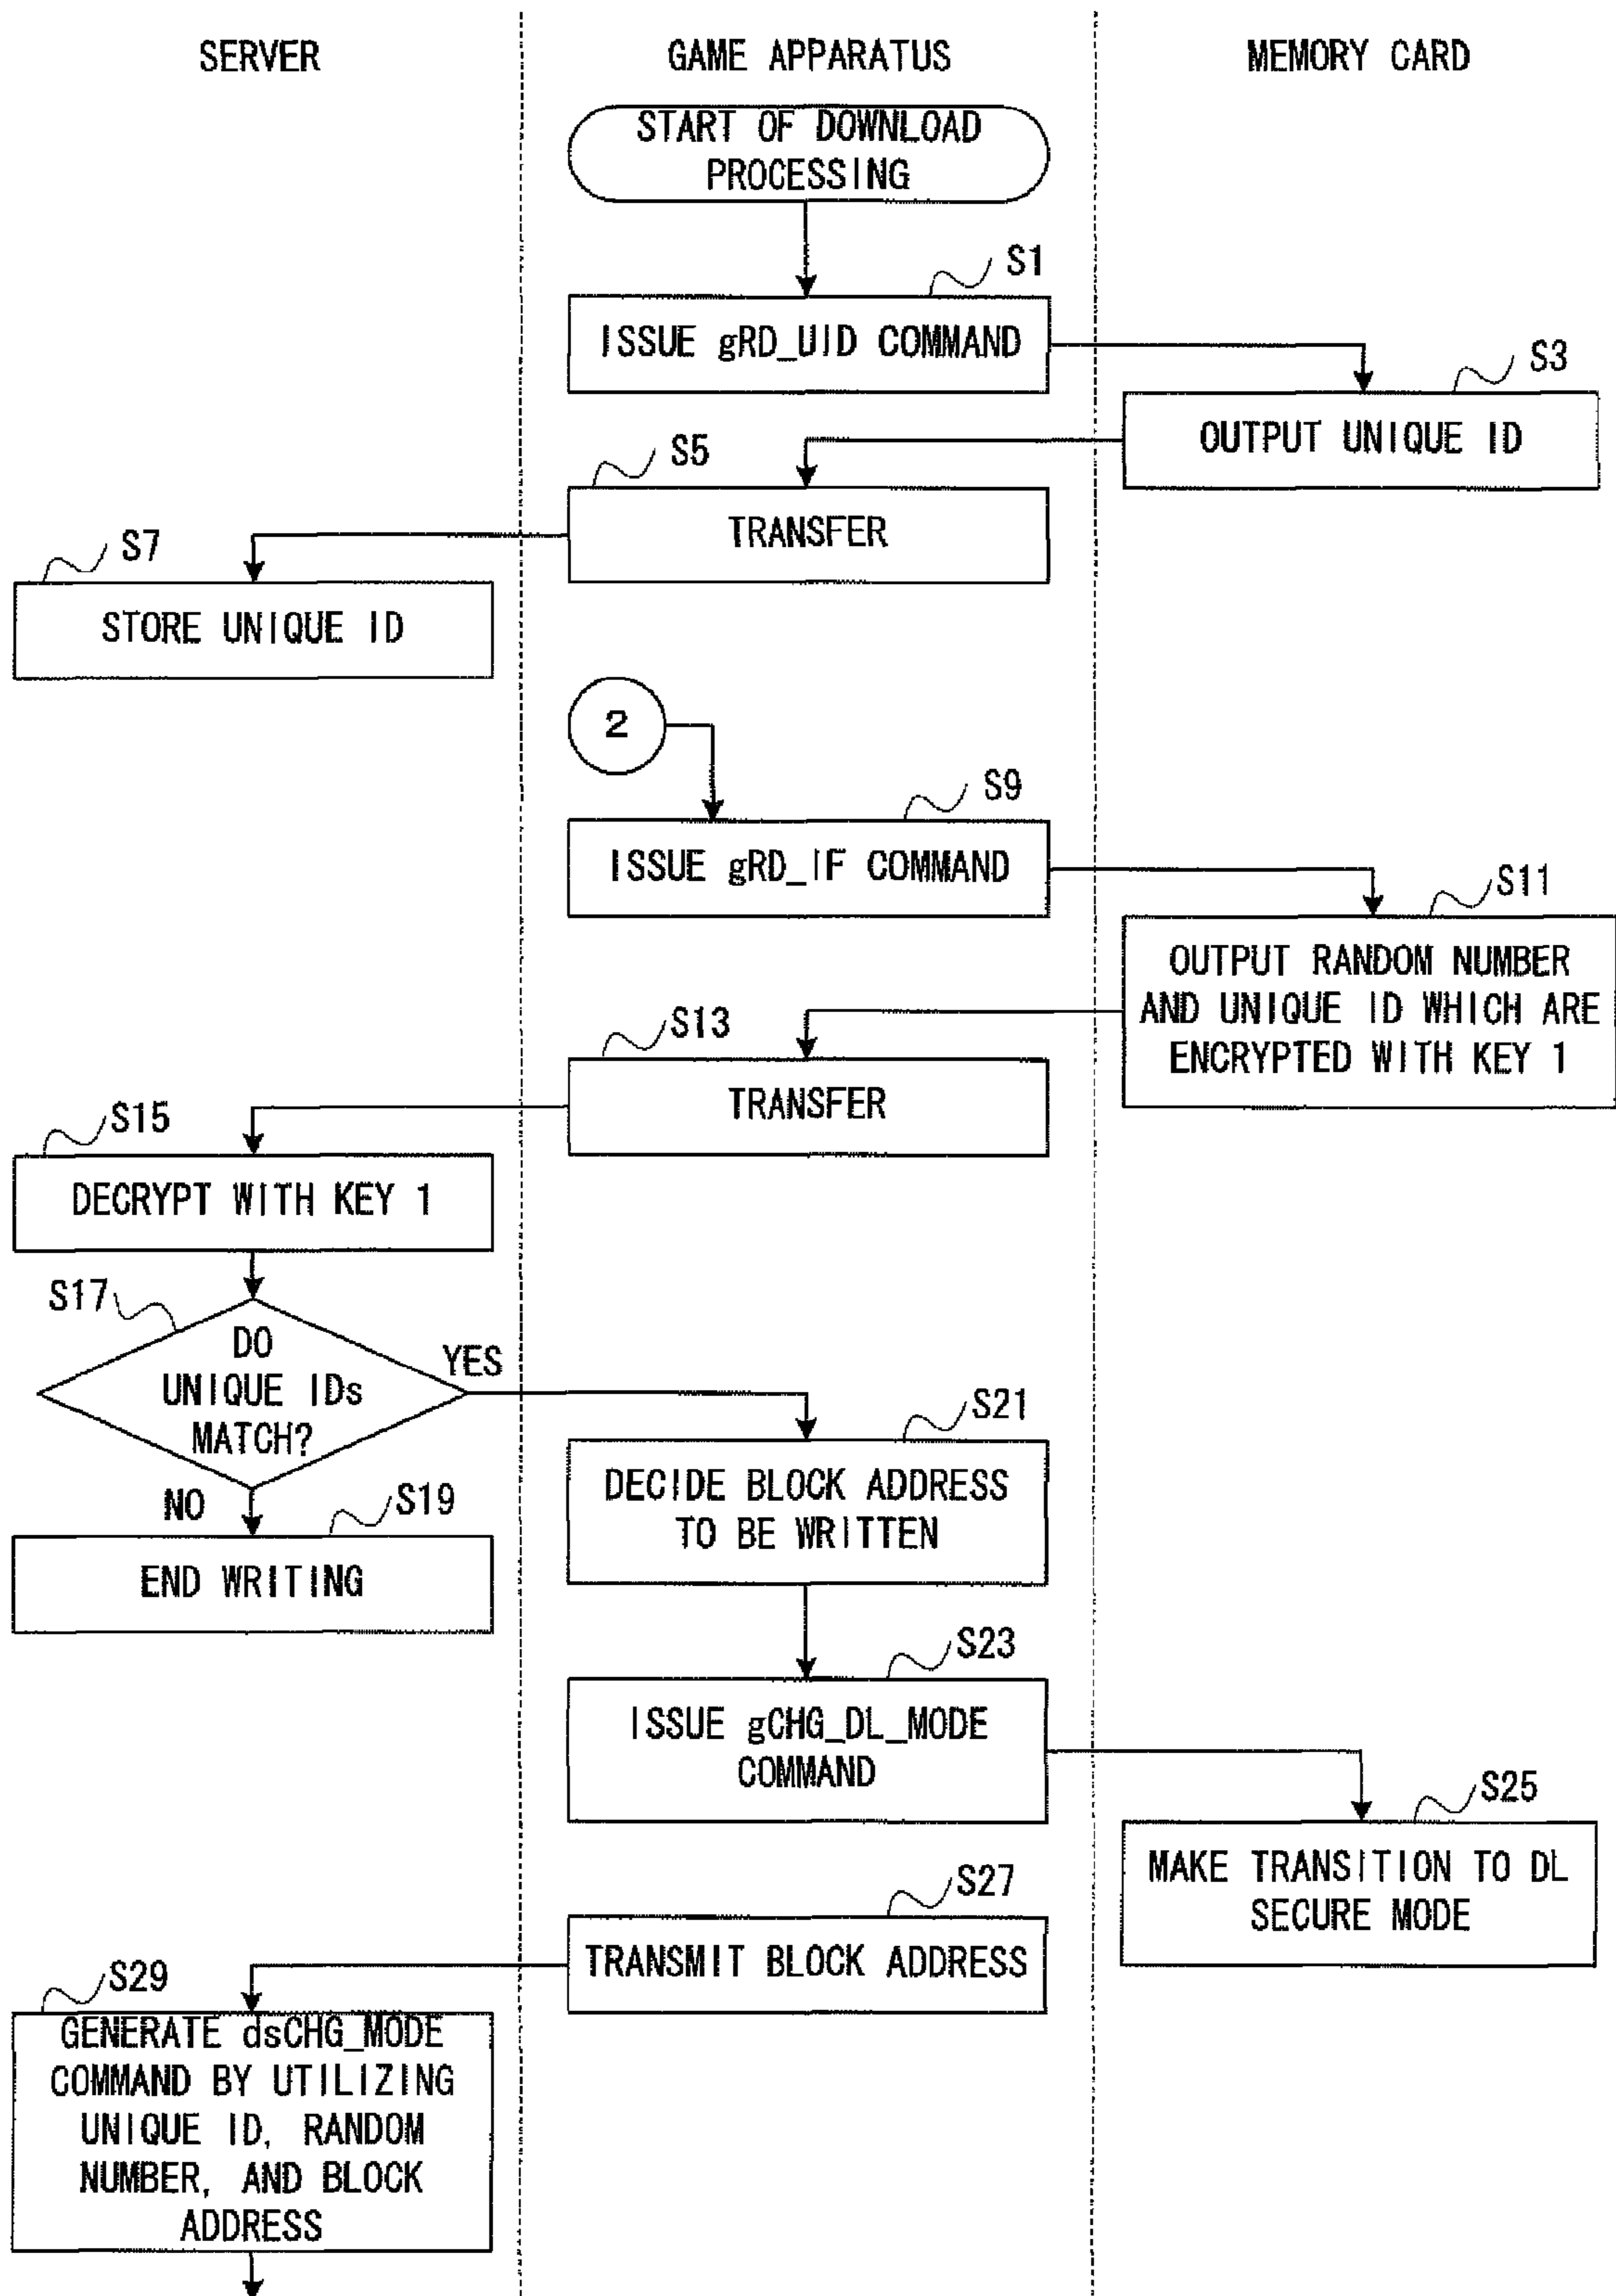 SERVER
GAME APPARATUS
MEMORY CARD
START OF DOWNLOAD
PROCESSING
S1
ISSUE gRD_UID COMMAND
S3
OUTPUT UNIQUE ID
S5
TRANSFER
S7
STORE UNIQUE ID
2
S9
ISSUE gRD_IF COMMAND
S11
OUTPUT RANDOM NUMBER
AND UNIQUE ID WHICH ARE
ENCRYPTED WITH KEY 1
S13
TRANSFER
S15
DECRYPT WITH KEY 1
S17
DO
UNIQUE IDs
MATCH?
YES
NO
S19
END WRITING
S21
DECIDE BLOCK ADDRESS
TO BE WRITTEN
S23
ISSUE gCHG_DL_MODE
COMMAND
S25
MAKE TRANSITION TO DL
SECURE MODE
S27
TRANSMIT BLOCK ADDRESS
S29
GENERATE dsCHG_MODE
COMMAND BY UTILIZING
UNIQUE ID, RANDOM
NUMBER, AND BLOCK
ADDRESS